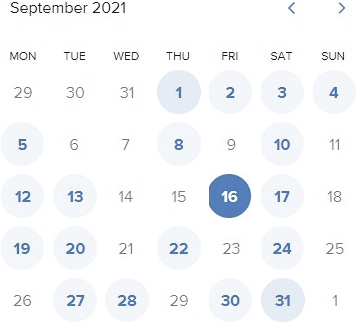 September 2021
MON TUE WED THU FRI SAT SUN
29 30 31 1 2 3 4
5 6 7 8 9 10 11
12 13 14 15 16 17 18
19 20 21 22 23 24 25
26 27 28 29 30 31 1